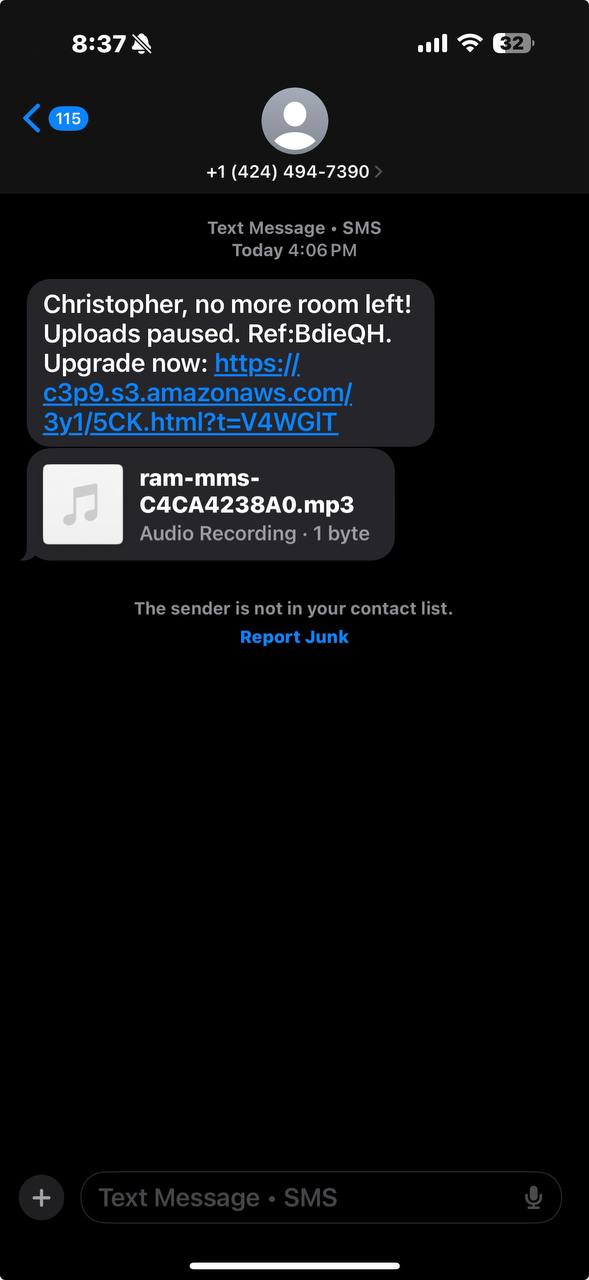 8:37
32
115
+1 (424) 494-7390
Text Message • SMS
Today 4:06 PM
Christopher, no more room left!
Uploads paused. Ref:BdieQH.
Upgrade now: https://
c3p9.s3.amazonaws.com/
3y1/5CK.html?t=V4WGlT
ram-mms-
C4CA4238A0.mp3
Audio Recording · 1 byte
The sender is not in your contact list.
Report Junk
Text Message • SMS